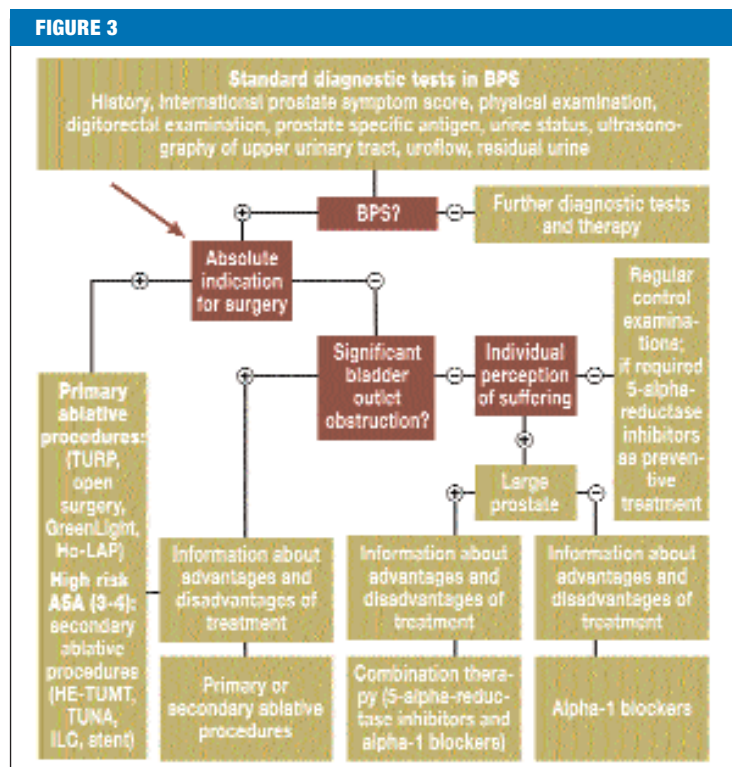 FIGURE 3
Standard diagnostic tests in BPS
History, International prostate symptom score, physical examination,
digitorectal examination, prostate specific antigen, urine status, ultrasono-
graphy of upper urinary tract, uroflow, residual urine
BPS?
Further diagnostic tests
and therapy
Absolute
indication
for surgery
Regular
control
examina-
tions;
if required
5-alpha-
reductase
inhibitors
as preven-
tive
treatment
Significant
bladder
outlet
obstruction?
Individual
perception
of suffering
Primary
ablative
procedures:
(TURP,
open
surgery,
GreenLight,
Ho-LAP)
High risk
ASA (3-4):
secondary
ablative
procedures
(HE-TUMT,
TUNA,
ILC, stent)
Large
prostate
Information about
advantages and
disadvantages of
treatment
Information about
advantages and
disadvantages of
treatment
Information about
advantages and
disadvantages of
treatment
Primary or
secondary ablative
procedures
Combination thera-
py (5-alpha-reduc-
tase inhibitors and
alpha-1 blockers)
Alpha-1 blockers